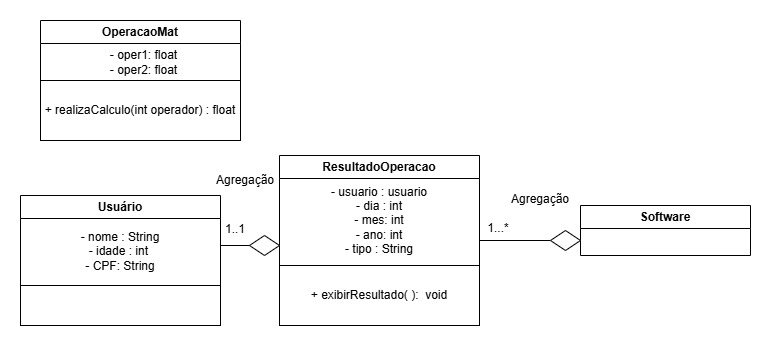 OperacaoMat
- oper1: float
- oper2: float
+ realizaCalculo(int operador) : float
Agregação
ResultadoOperacao
- usuario : usuario
- dia : int
- mes: int
- ano: int
- tipo : String
+ exibirResultado( ):  void
Usuário
- nome : String
- idade : int
- CPF: String
1..1
Agregação
1...*
Software